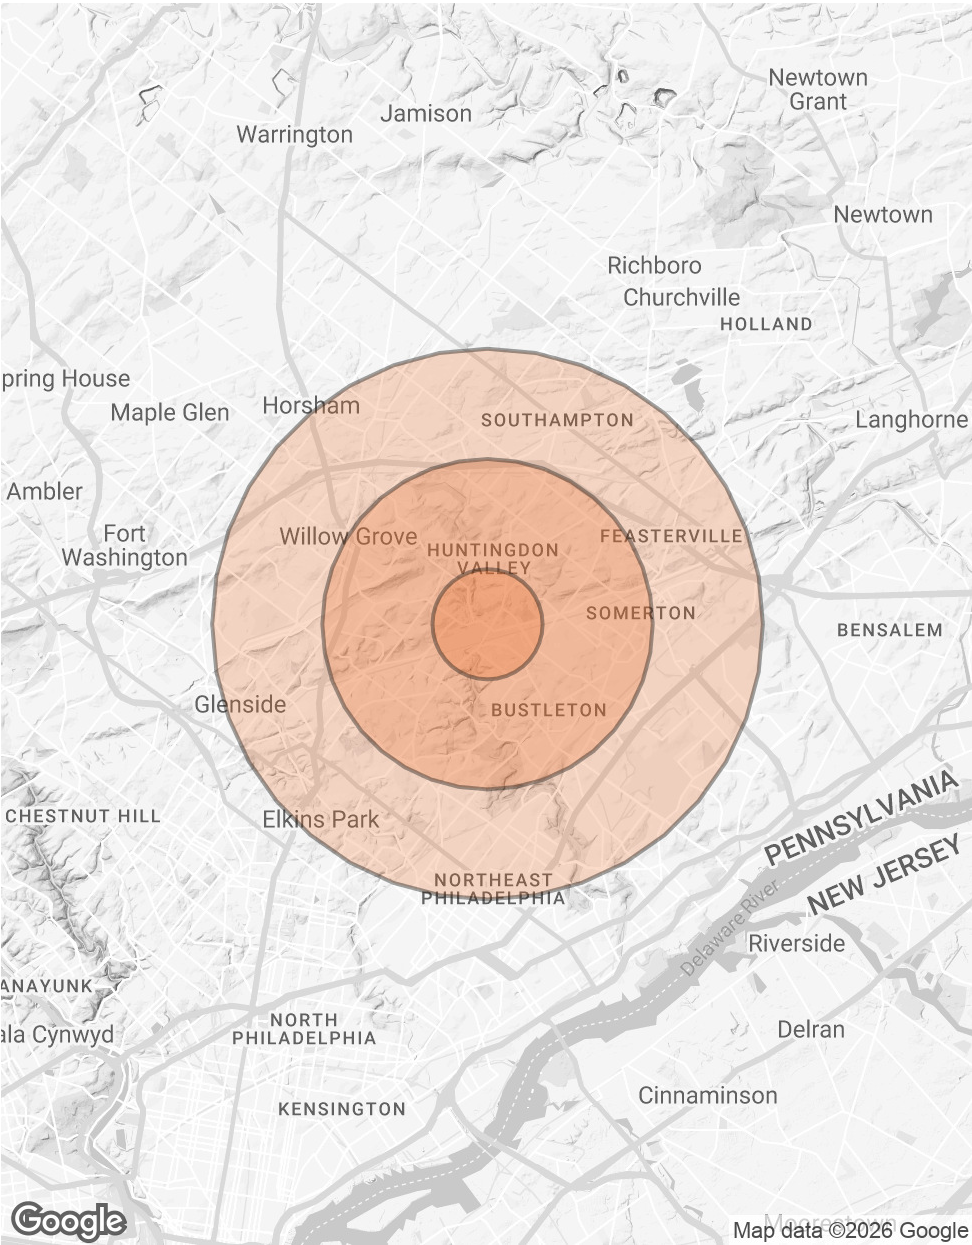 Newtown
Grant
Jamison
Warrington
Newtown
Richboro
Churchville
HOLLAND
pring House
Maple Glen
Horsham
SOUTHAMPTON
Langhorne
Ambler
Fort
Washington
Willow Grove
FEASTERVILLE
HUNTINGDON
VALLEY
SOMERTON
BENSALEM
Glenside
BUSTLETON
CHESTNUT HILL
Elkins Park
PENNSYLVANIA
NEW JERSEY
NORTHEAST
PHILADELPHIA
Delaware River
Riverside
ANAYUNK
NORTH
PHILADELPHIA
ala Cynwyd
Delran
Cinnaminson
KENSINGTON
Moorestown
Google
Map data ©2026 Google